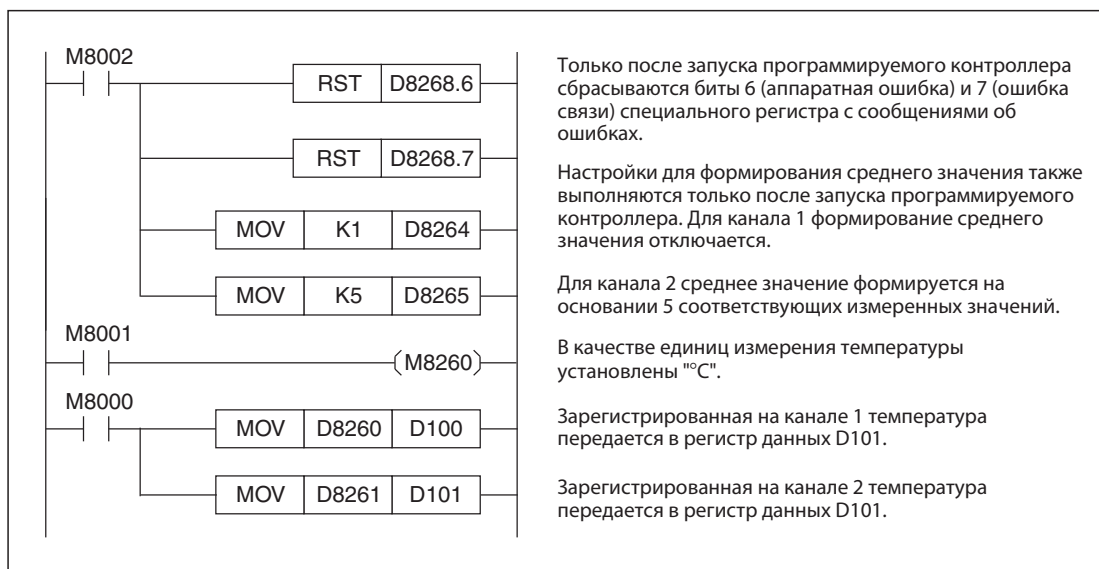 M8002
RST D8268.6
Только после запуска программируемого контроллера
сбрасываются биты 6 (аппаратная ошибка) и 7 (ошибка
связи) специального регистра с сообщениями об
ошибках.
RST D8268.7
Настройки для формирования среднего значения также
выполняются только после запуска программируемого
контроллера. Для канала 1 формирование среднего
значения отключается.
MOV K1 D8264
MOV K5 D8265
Для канала 2 среднее значение формируется на
основании 5 соответствующих измеренных значений.
M8001
M8260
В качестве единиц измерения температуры
установлены "°C".
M8000
MOV D8260 D100
Зарегистрированная на канале 1 температура
передается в регистр данных D101.
MOV D8261 D101
Зарегистрированная на канале 2 температура
передается в регистр данных D101.